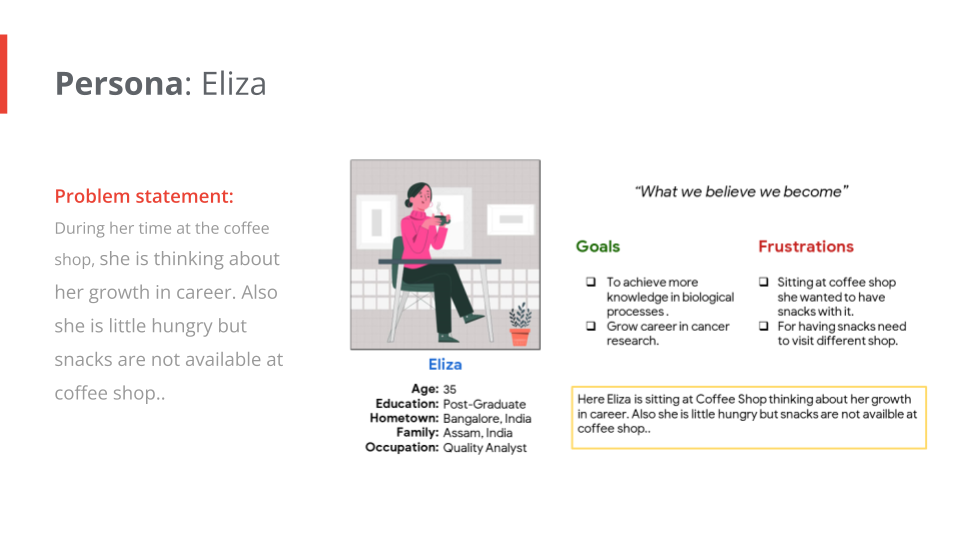 Persona: Eliza
Problem statement:
During her time at the coffee
shop, she is thinking about
her growth in career. Also
she is little hungry but
snacks are not available at
coffee shop..
Eliza
Age: 35
Education: Post-Graduate
Hometown: Bangalore, India
Family: Assam, India
Occupation: Quality Analyst
“What we believe we become”
Goals
To achieve more
knowledge in biological
processes .
Grow career in cancer
research.
Frustrations
Sitting at coffee shop
she wanted to have
snacks with it.
For having snacks need
to visit different shop.
Here Eliza is sitting at Coffee Shop thinking about her growth
in career. Also she is little hungry but snacks are not availble at
coffee shop..